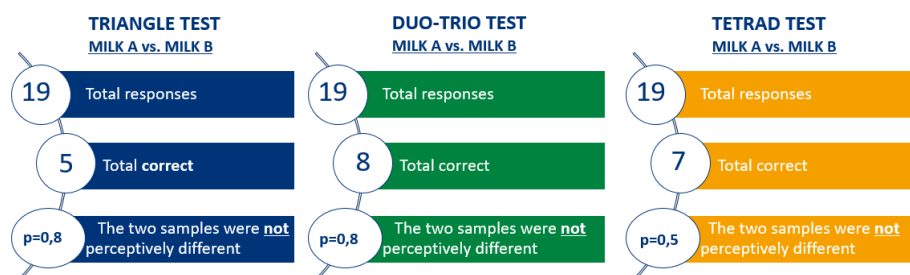 TRIANGLE TEST
MILK A vs. MILK B
19
Total responses
5
Total correct
p=0,8
The two samples were not
perceptively different
DUO-TRIO TEST
MILK A vs. MILK B
19
Total responses
8
Total correct
p=0,8
The two samples were not
perceptively different
TETRAD TEST
MILK A vs. MILK B
19
Total responses
7
Total correct
p=0,5
The two samples were not
perceptively different